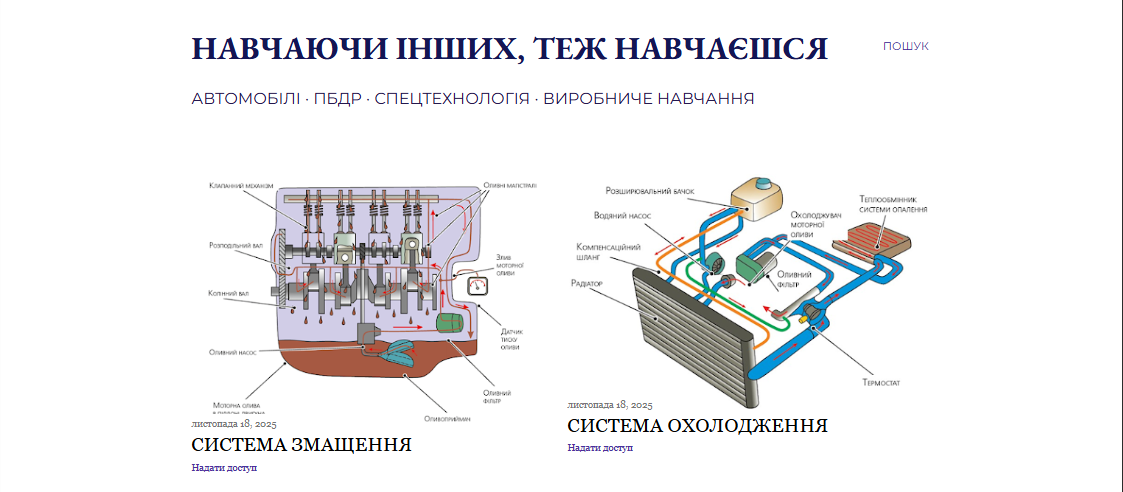 НАВЧАЮЧИ ІНШИХ, ТЕЖ НАВЧАЄШСЯ
ПОШУК
АВТОМОБІЛІ · ПБДР · СПЕЦТЕХНОЛОГІЯ · ВИРОБНИЧЕ НАВЧАННЯ
Клапанний механізм
Оливні магістралі
Розподільний вал
Злив
моторної
оливи
Колінний вал
Датчик
тиску
оливи
Оливний насос
Оливний
фільтр
Моторна олива
Оливоприймач
листопада 18, 2025
СИСТЕМА ЗМАЩЕННЯ
Надати доступ
Розширювальний бачок
Теплообмінник
системи опалення
Водяний насос
Охолоджувач
моторної
оливи
Компенсаційний
шланг
Оливний
фільтр
Радіатор
Термостат
листопада 18, 2025
СИСТЕМА ОХОЛОДЖЕННЯ
Надати доступ